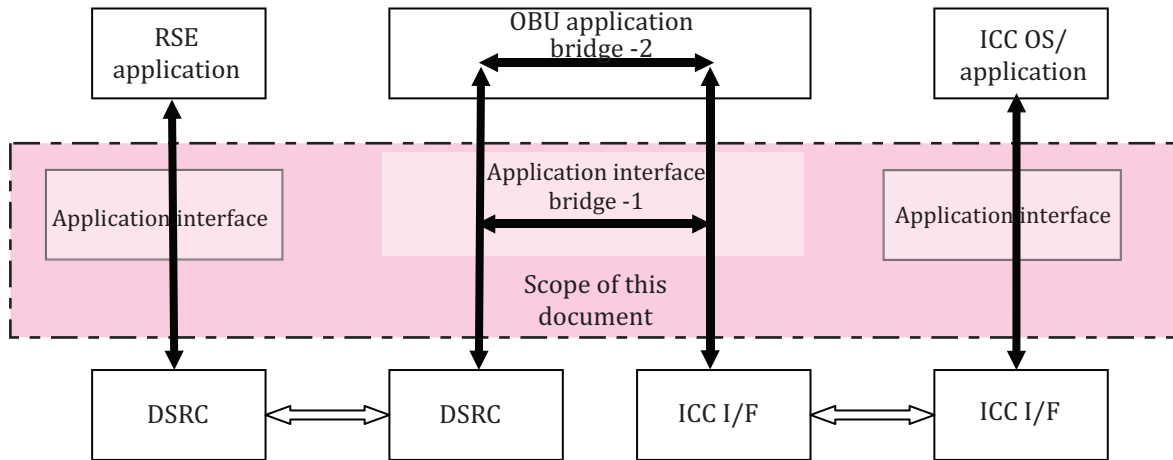 RSE
application
OBU application
bridge -2
ICC OS/
application
Application interface
Application interface
bridge -1
Application interface
Scope of this
document
DSRC
DSRC
ICC I/F
ICC I/F